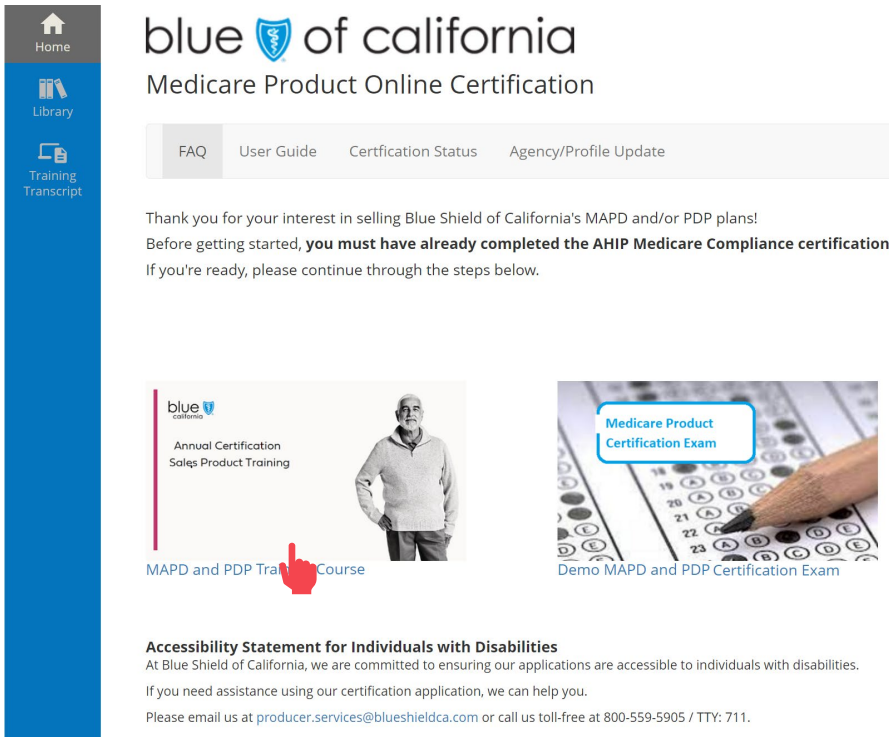 Home
Library
Training
Transcript
blue of california
Medicare Product Online Certification
FAQ User Guide Certfication Status Agency/Profile Update
Thank you for your interest in selling Blue Shield of California's MAPD and/or PDP plans!
Before getting started, you must have already completed the AHIP Medicare Compliance certification
If you're ready, please continue through the steps below.
blue
california
Annual Certification
Sales Product Training
MAPD and PDP Course
Medicare Product
Certification Exam
19 A B
20 A B
21 A B
22 A B D E
23 A B C D E
Demo MAPD and PDP Certification Exam
Accessibility Statement for Individuals with Disabilities
At Blue Shield of California, we are committed to ensuring our applications are accessible to individuals with disabilities.
If you need assistance using our certification application, we can help you.
Please email us at producer.services@blueshieldca.com or call us toll-free at 800-559-5905 / TTY: 711.